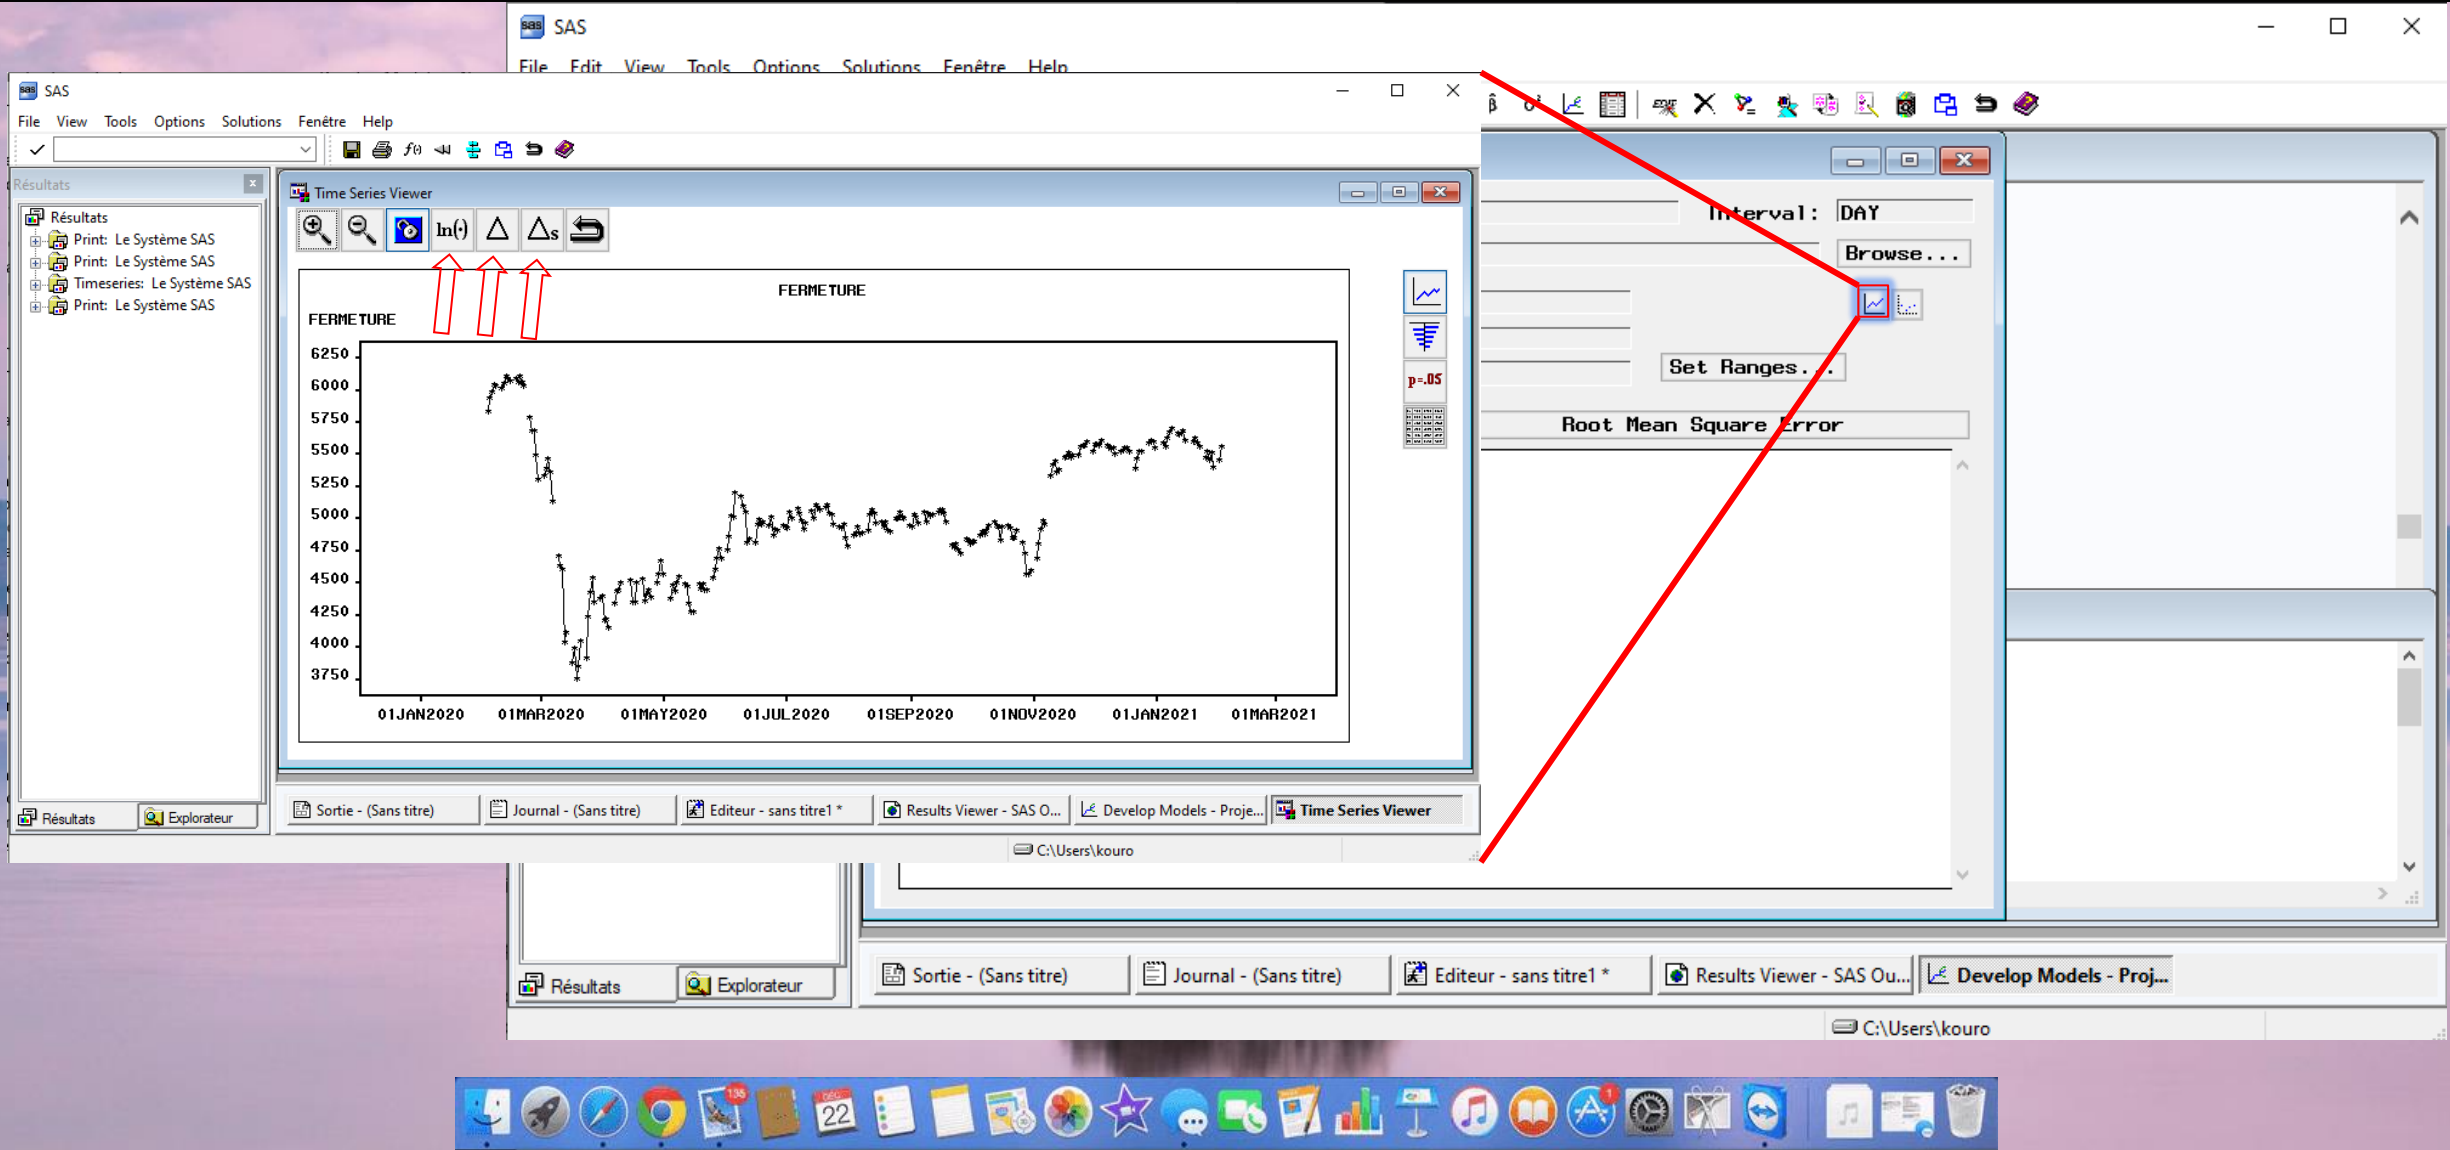 SAS
File Edit View Tools Options Solutions Fenêtre Help
SAS
File View Tools Options Solutions Fenêtre Help
Résultats
Résultats
Print: Le Système SAS
Print: Le Système SAS
Timeseries: Le Système SAS
Print: Le Système SAS
Time Series Viewer
ln(·) Δ Δs
FERMETURE
FERMETURE
6250
6000
5750
5500
5250
5000
4750
4500
4250
4000
3750
01JAN2020 01MAR2020 01MAY2020 01JUL2020 01SEP2020 01NOV2020 01JAN2021 01MAR2021
p=.05
Résultats Explorateur
Sortie - (Sans titre) Journal - (Sans titre) Editeur - sans titre1 * Results Viewer - SAS O... Develop Models - Proje... Time Series Viewer
C:\Users\kouro
Interval: DAY
Browse...
Set Ranges...
Root Mean Square Error
Résultats Explorateur
Sortie - (Sans titre) Journal - (Sans titre) Editeur - sans titre1 * Results Viewer - SAS Ou... Develop Models - Proj...
C:\Users\kouro
22